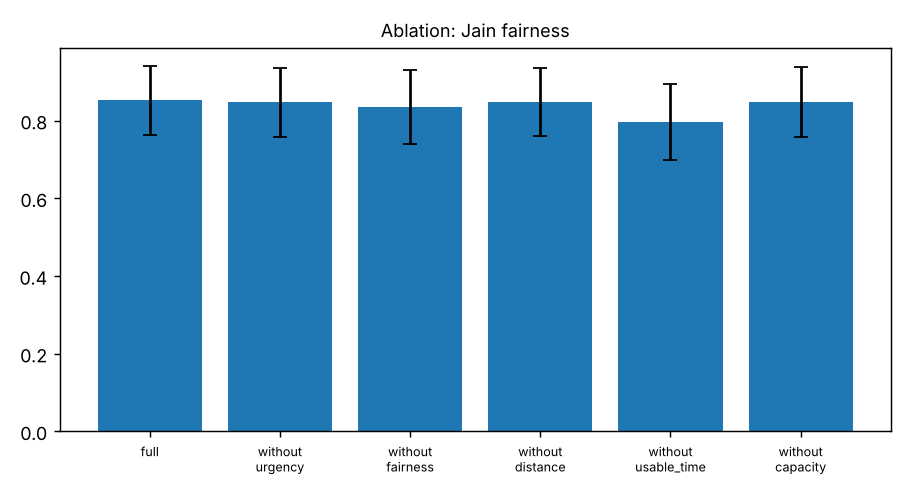 Ablation: Jain fairness
0.8
0.6
0.4
0.2
0.0
full
without
urgency
without
fairness
without
distance
without
usable_time
without
capacity